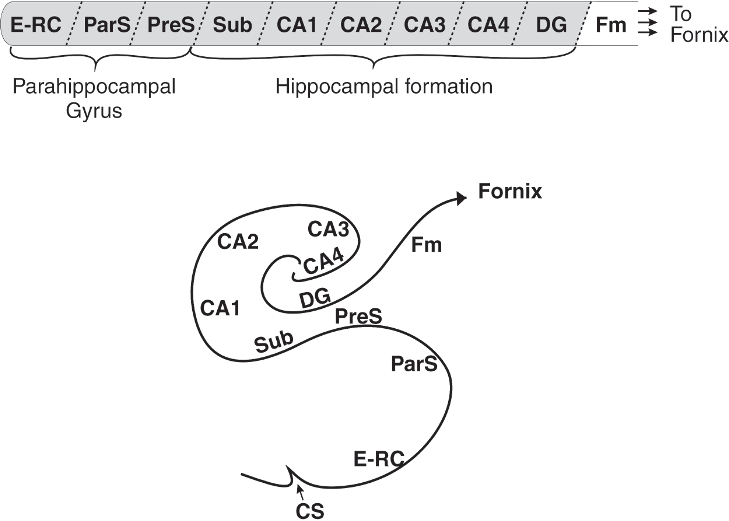 E-RC ParS PreS Sub CA1 CA2 CA3 CA4 DG Fm To
Fornix
Parahippocampal
Gyrus
Hippocampal formation
Fornix
CA3
CA2
Fm
CA4
DG
CA1
PreS
Sub
ParS
E-RC
CS